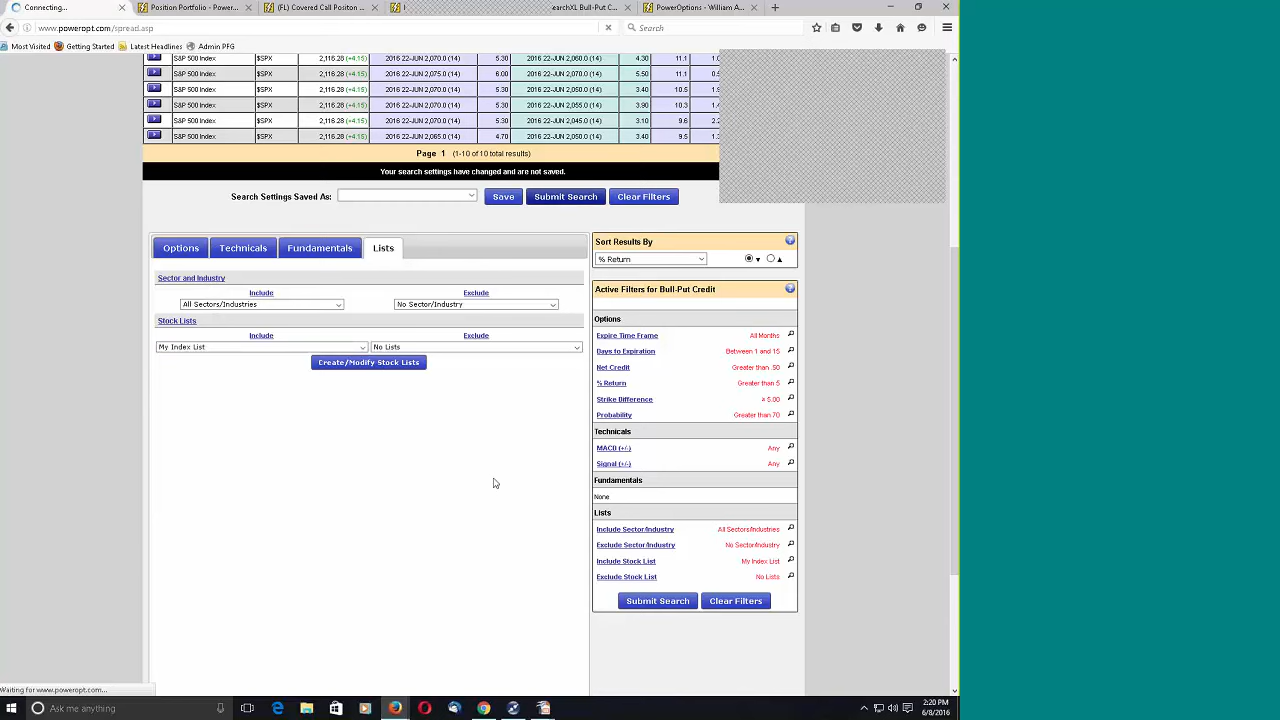 Connecting...
Position Portfolio - Power...
(FL) Covered Call Positon ...
earchXL Bull-Put C...
PowerOptions - William A...
www.poweropt.com/spread.asp
Search
Most Visited Getting Started Latest Headlines Admin PFG
S&P 500 Index $SPX 2,116.28 (+4.15) 2016 22-JUN 2,070.0 (14) 5.30 2016 22-JUN 2,060.0 (14) 4.30 11.1
S&P 500 Index $SPX 2,116.28 (+4.15) 2016 22-JUN 2,075.0 (14) 6.00 2016 22-JUN 2,070.0 (14) 5.50 11.1
S&P 500 Index $SPX 2,116.28 (+4.15) 2016 22-JUN 2,070.0 (14) 5.30 2016 22-JUN 2,050.0 (14) 3.40 10.5
S&P 500 Index $SPX 2,116.28 (+4.15) 2016 22-JUN 2,070.0 (14) 5.30 2016 22-JUN 2,055.0 (14) 3.90 10.3
S&P 500 Index $SPX 2,116.28 (+4.15) 2016 22-JUN 2,070.0 (14) 5.30 2016 22-JUN 2,045.0 (14) 3.10 9.6
S&P 500 Index $SPX 2,116.28 (+4.15) 2016 22-JUN 2,065.0 (14) 4.70 2016 22-JUN 2,050.0 (14) 3.40 9.5
Page 1 (1-10 of 10 total results)
Your search settings have changed and are not saved.
Search Settings Saved As: Save Submit Search Clear Filters
Options Technicals Fundamentals Lists
Sector and Industry
Include Exclude
All Sectors/Industries No Sector/Industry
Stock Lists
Include Exclude
My Index List No Lists
Create/Modify Stock Lists
Sort Results By
% Return
Active Filters for Bull-Put Credit
Options
Expire Time Frame All Months
Days to Expiration Between 1 and 15
Net Credit Greater than .50
% Return Greater than 5
Strike Difference ≥ 5.00
Probability Greater than 70
Technicals
MACD (+/-) Any
Signal (+/-) Any
Fundamentals
None
Lists
Include Sector/Industry All Sectors/Industries
Exclude Sector/Industry No Sector/Industry
Include Stock List My Index List
Exclude Stock List No Lists
Submit Search Clear Filters
Waiting for www.poweropt.com...
Ask me anything
2:20 PM
6/8/2016